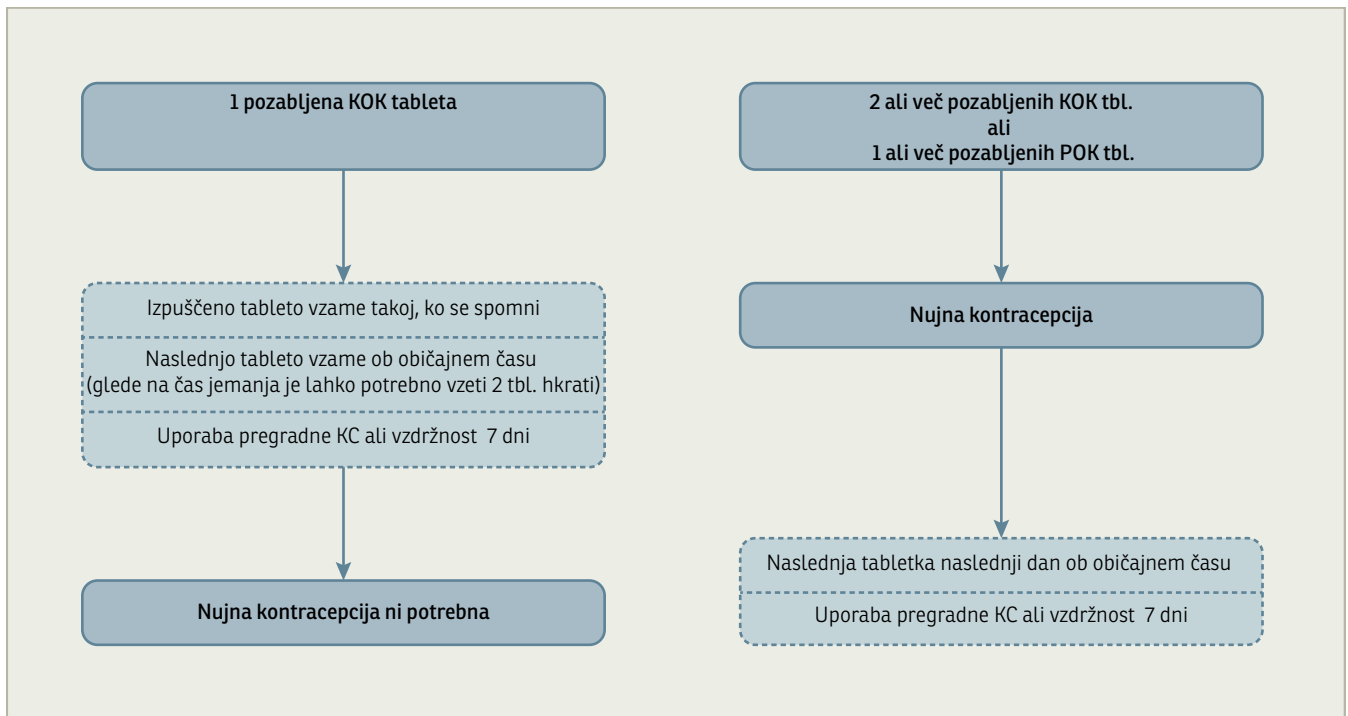 1 pozabljena KOK tableta
Izpuščeno tableto vzame takoj, ko se spomni
Naslednjo tableto vzame ob običajnem času
(glede na čas jemanja je lahko potrebno vzeti 2 tbl. hkrati)
Uporaba pregradne KC ali vzdržnost 7 dni
Nujna kontracepcija ni potrebna
2 ali več pozabljenih KOK tbl.
ali
1 ali več pozabljenih POK tbl.
Nujna kontracepcija
Naslednja tabletka naslednji dan ob običajnem času
Uporaba pregradne KC ali vzdržnost 7 dni